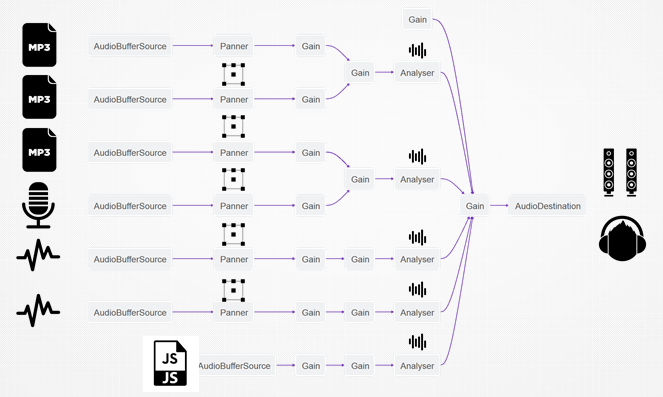 Gain
MP3 AudioBufferSource Panner Gain
Gain Analyser
MP3 AudioBufferSource Panner Gain
MP3 AudioBufferSource Panner Gain
Gain Analyser
AudioBufferSource Panner Gain
Gain AudioDestination
AudioBufferSource Panner Gain Gain Analyser
AudioBufferSource Panner Gain Gain Analyser
JS
JS
AudioBufferSource Gain Gain Analyser